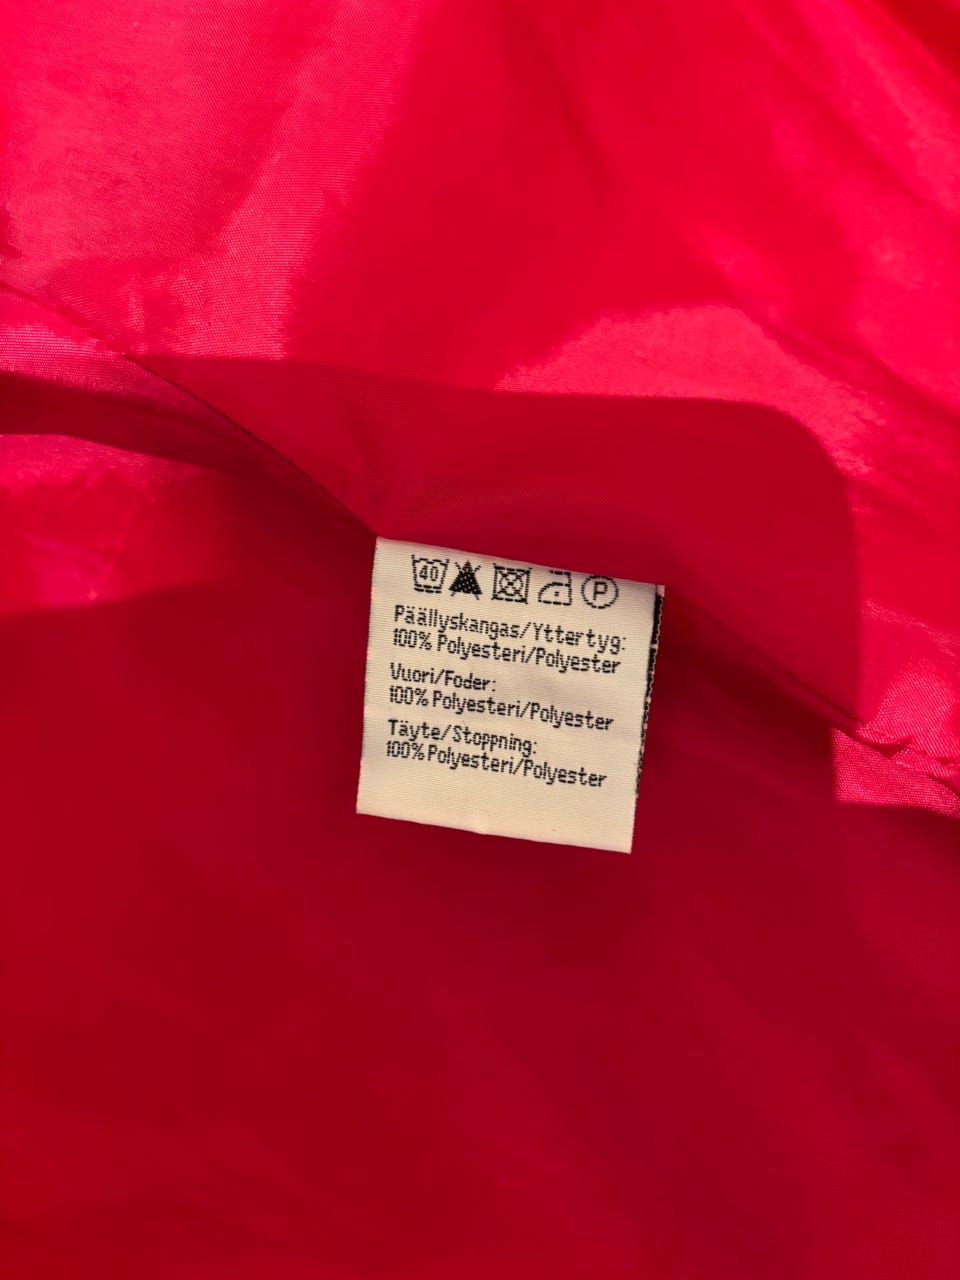 40 P
Päällyskangas/Yttertyg:
100% Polyesteri/Polyester
Vuori/Foder:
100% Polyesteri/Polyester
Täyte/Stoppning:
100% Polyesteri/Polyester